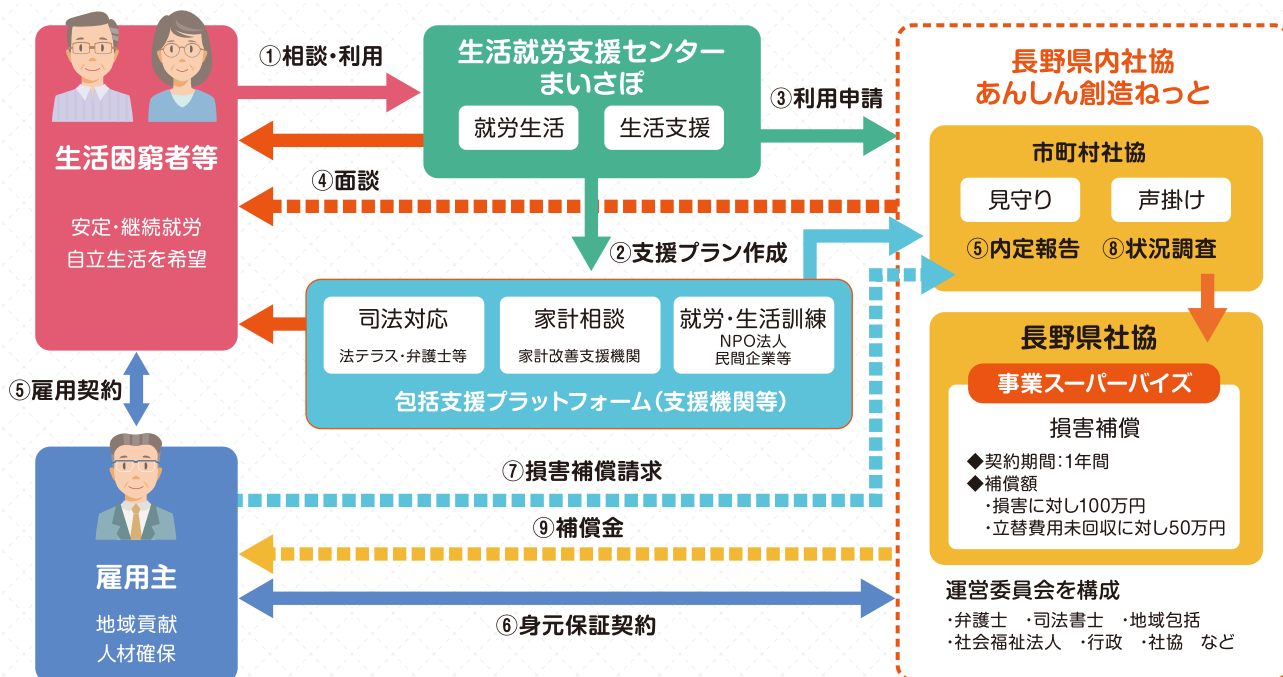 生活困窮者等
安定・継続就労
自立生活を希望
①相談・利用
生活就労支援センター
まいさぽ
就労生活
生活支援
③利用申請
④面談
②支援プラン作成
司法対応
法テラス・弁護士等
家計相談
家計改善支援機関
就労・生活訓練
NPO法人
民間企業等
包括支援プラットフォーム（支援機関等）
⑤雇用契約
雇用主
地域貢献
人材確保
⑦損害補償請求
⑨補償金
⑥身元保証契約
長野県内社協
あんしん創造ねっと
市町村社協
見守り
声掛け
⑤内定報告
⑧状況調査
長野県社協
事業スーパーバイズ
損害補償
◆契約期間：1年間
◆補償額
・損害に対し100万円
・立替費用未回収に対し50万円
運営委員会を構成
・弁護士　・司法書士　・地域包括
・社会福祉法人　・行政　・社協　など